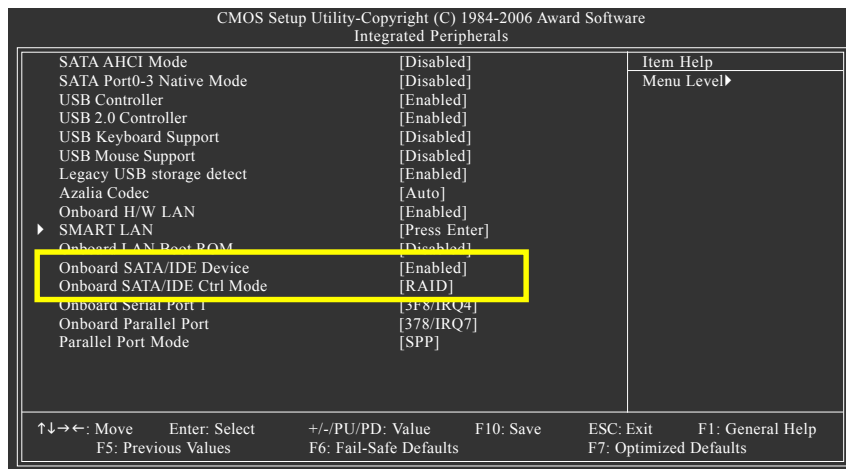 CMOS Setup Utility-Copyright (C) 1984-2006 Award Software
Integrated Peripherals
SATA AHCI Mode [Disabled] Item Help
SATA Port0-3 Native Mode [Disabled] Menu Level▶
USB Controller [Enabled]
USB 2.0 Controller [Enabled]
USB Keyboard Support [Disabled]
USB Mouse Support [Disabled]
Legacy USB storage detect [Enabled]
Azalia Codec [Auto]
Onboard H/W LAN [Enabled]
▶ SMART LAN [Press Enter]
Onboard LAN Boot ROM [Disabled]
Onboard SATA/IDE Device [Enabled]
Onboard SATA/IDE Ctrl Mode [RAID]
Onboard Serial Port 1 [3F8/IRQ4]
Onboard Parallel Port [378/IRQ7]
Parallel Port Mode [SPP]
↑↓→←: Move Enter: Select +/-/PU/PD: Value F10: Save ESC: Exit F1: General Help
F5: Previous Values F6: Fail-Safe Defaults F7: Optimized Defaults